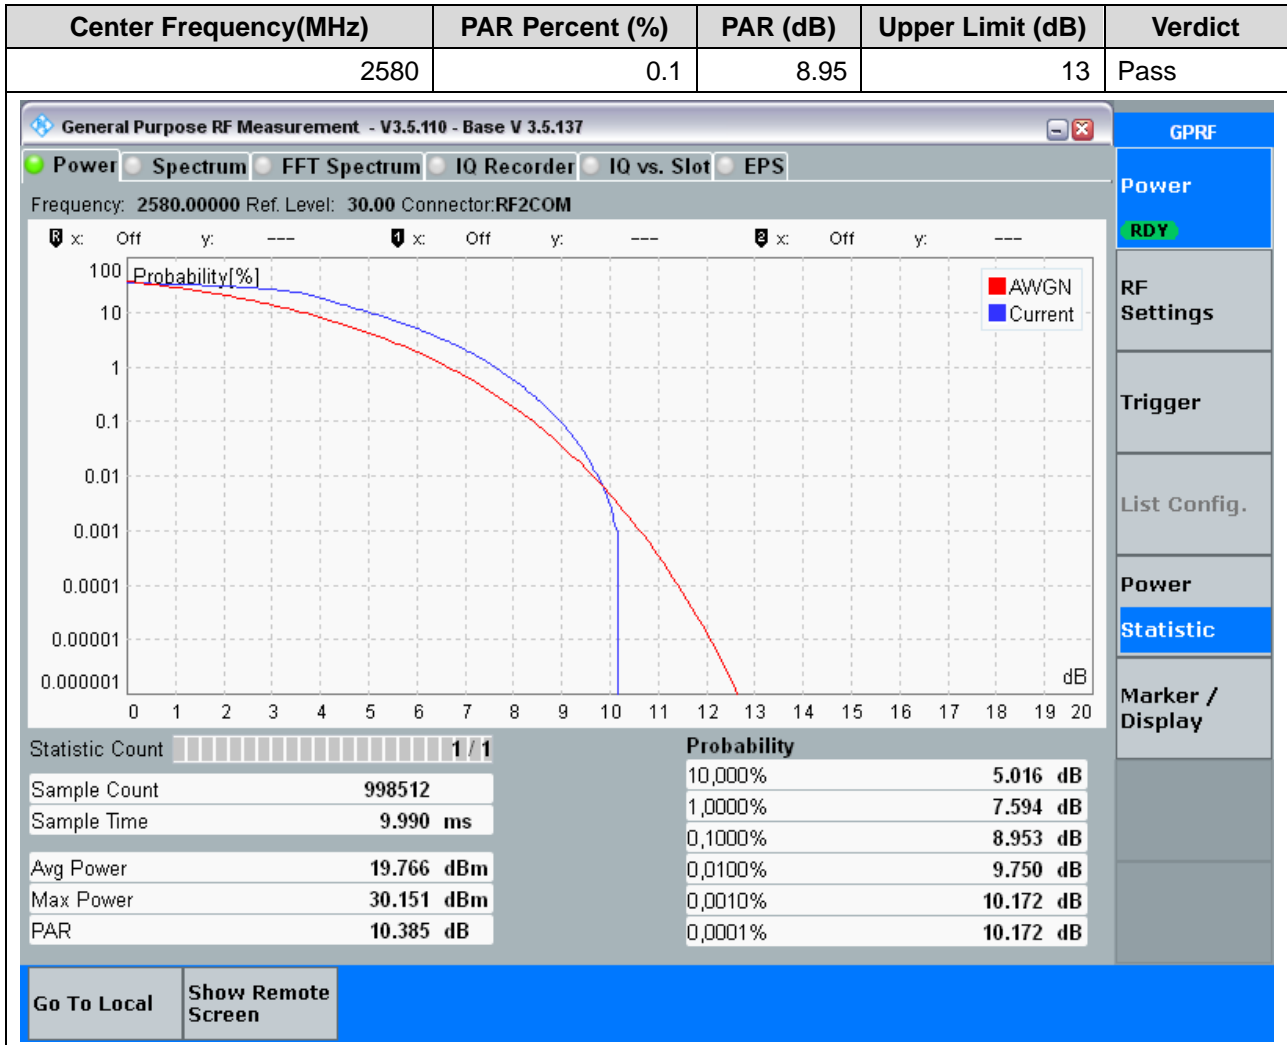 Center Frequency(MHz) PAR Percent (%) PAR (dB) Upper Limit (dB) Verdict
2580 0.1 8.95 13 Pass
General Purpose RF Measurement - V3.5.110 - Base V 3.5.137
GPRF
Power Spectrum FFT Spectrum IQ Recorder IQ vs. Slot EPS
Power
RDY
Frequency: 2580.00000 Ref. Level: 30.00 Connector:RF2COM
R x: Off y: --- 1 x: Off y: --- 2 x: Off y: ---
Probability[%]
AWGN
Current
100
10
1
0.1
0.01
0.001
0.0001
0.00001
0.000001
dB
0 1 2 3 4 5 6 7 8 9 10 11 12 13 14 15 16 17 18 19 20
RF
Settings
Trigger
List Config.
Power
Statistic
Marker /
Display
Statistic Count 1 / 1
Sample Count 998512
Sample Time 9.990 ms
Avg Power 19.766 dBm
Max Power 30.151 dBm
PAR 10.385 dB
Probability
10,000% 5.016 dB
1,0000% 7.594 dB
0,1000% 8.953 dB
0,0100% 9.750 dB
0,0010% 10.172 dB
0,0001% 10.172 dB
Go To Local
Show Remote
Screen